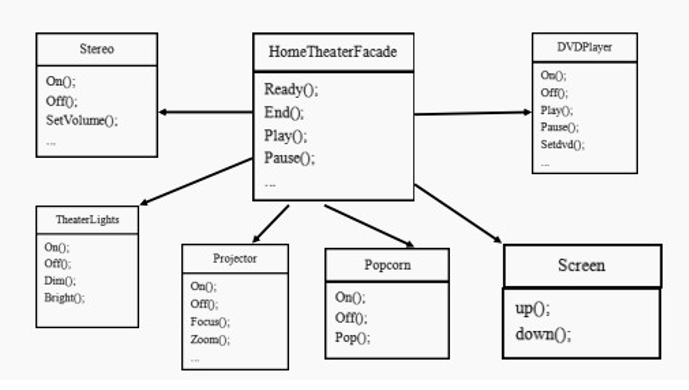 Stereo
On();
Off();
SetVolume();
...
HomeTheaterFacade
Ready();
End();
Play();
Pause();
...
DVDPlayer
On();
Off();
Play();
Pause();
Setdvd();
...
TheaterLights
On();
Off();
Dim();
Bright();
Projector
On();
Off();
Focus();
Zoom();
...
Popcorn
On();
Off();
Pop();
Screen
up();
down();